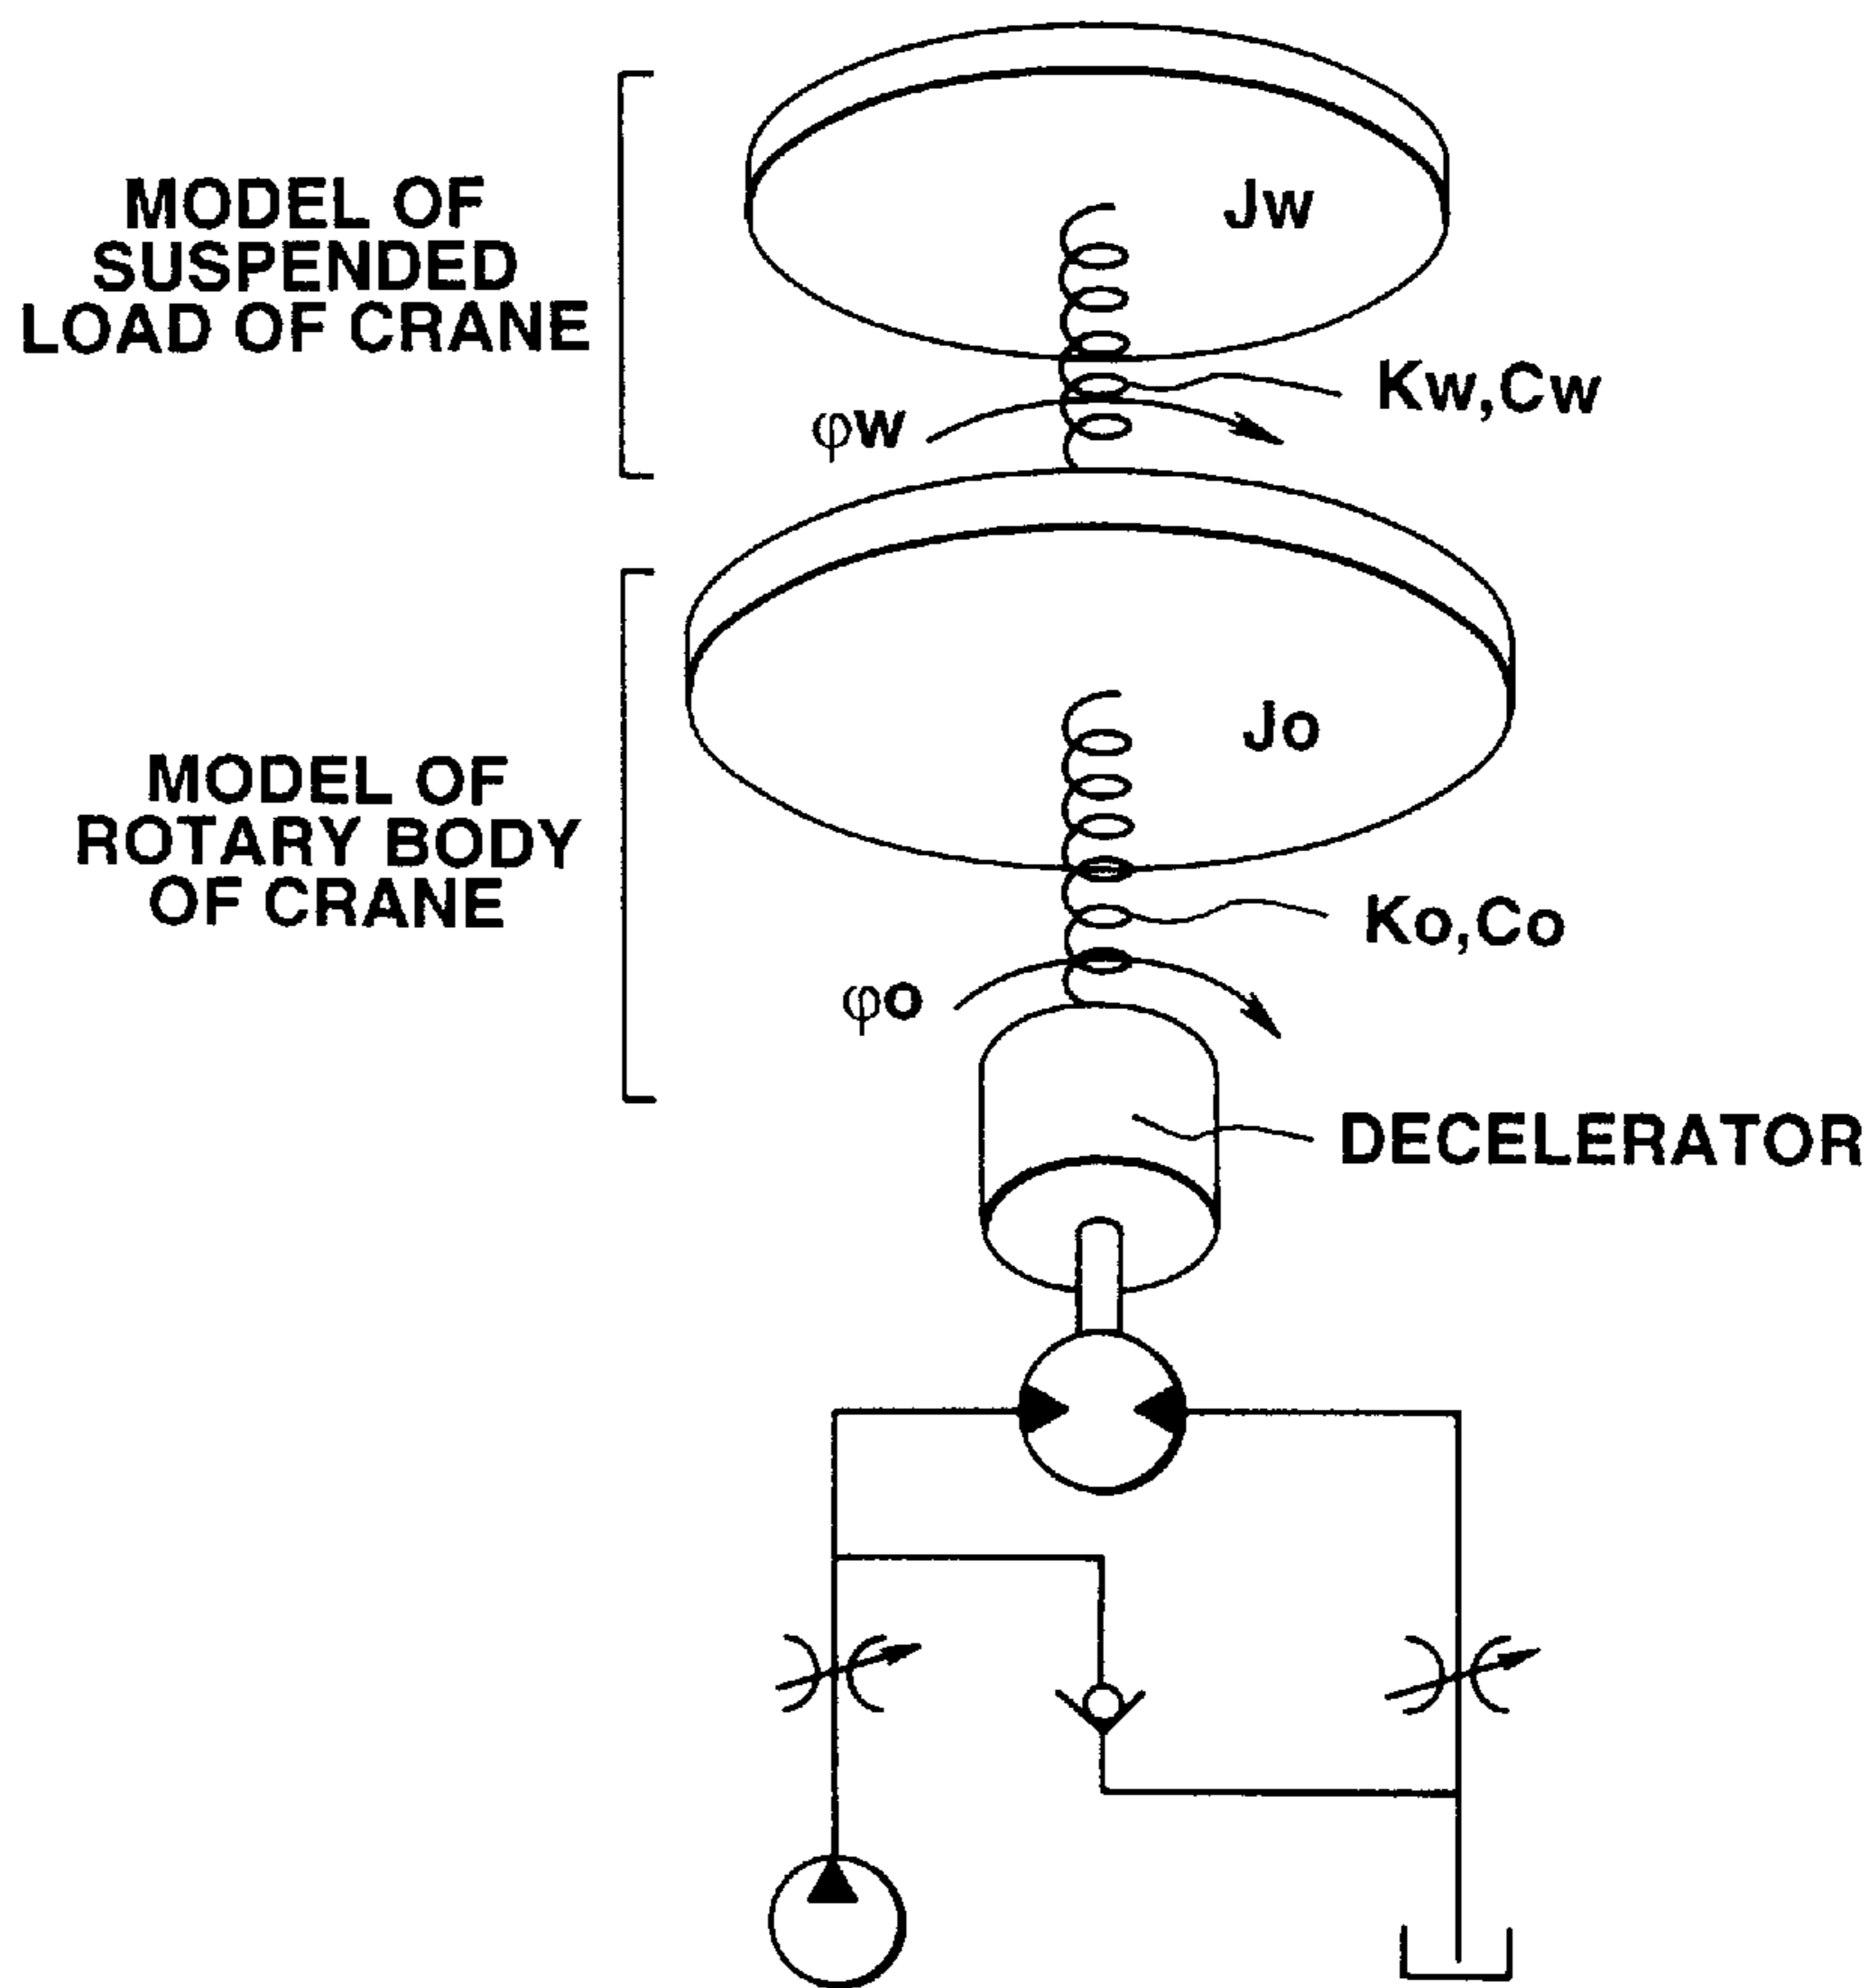 MODEL OF
SUSPENDED
LOAD OF CRANE
Jw
Kw,Cw
φw
MODEL OF
ROTARY BODY
OF CRANE
Jo
Ko,Co
φo
DECELERATOR